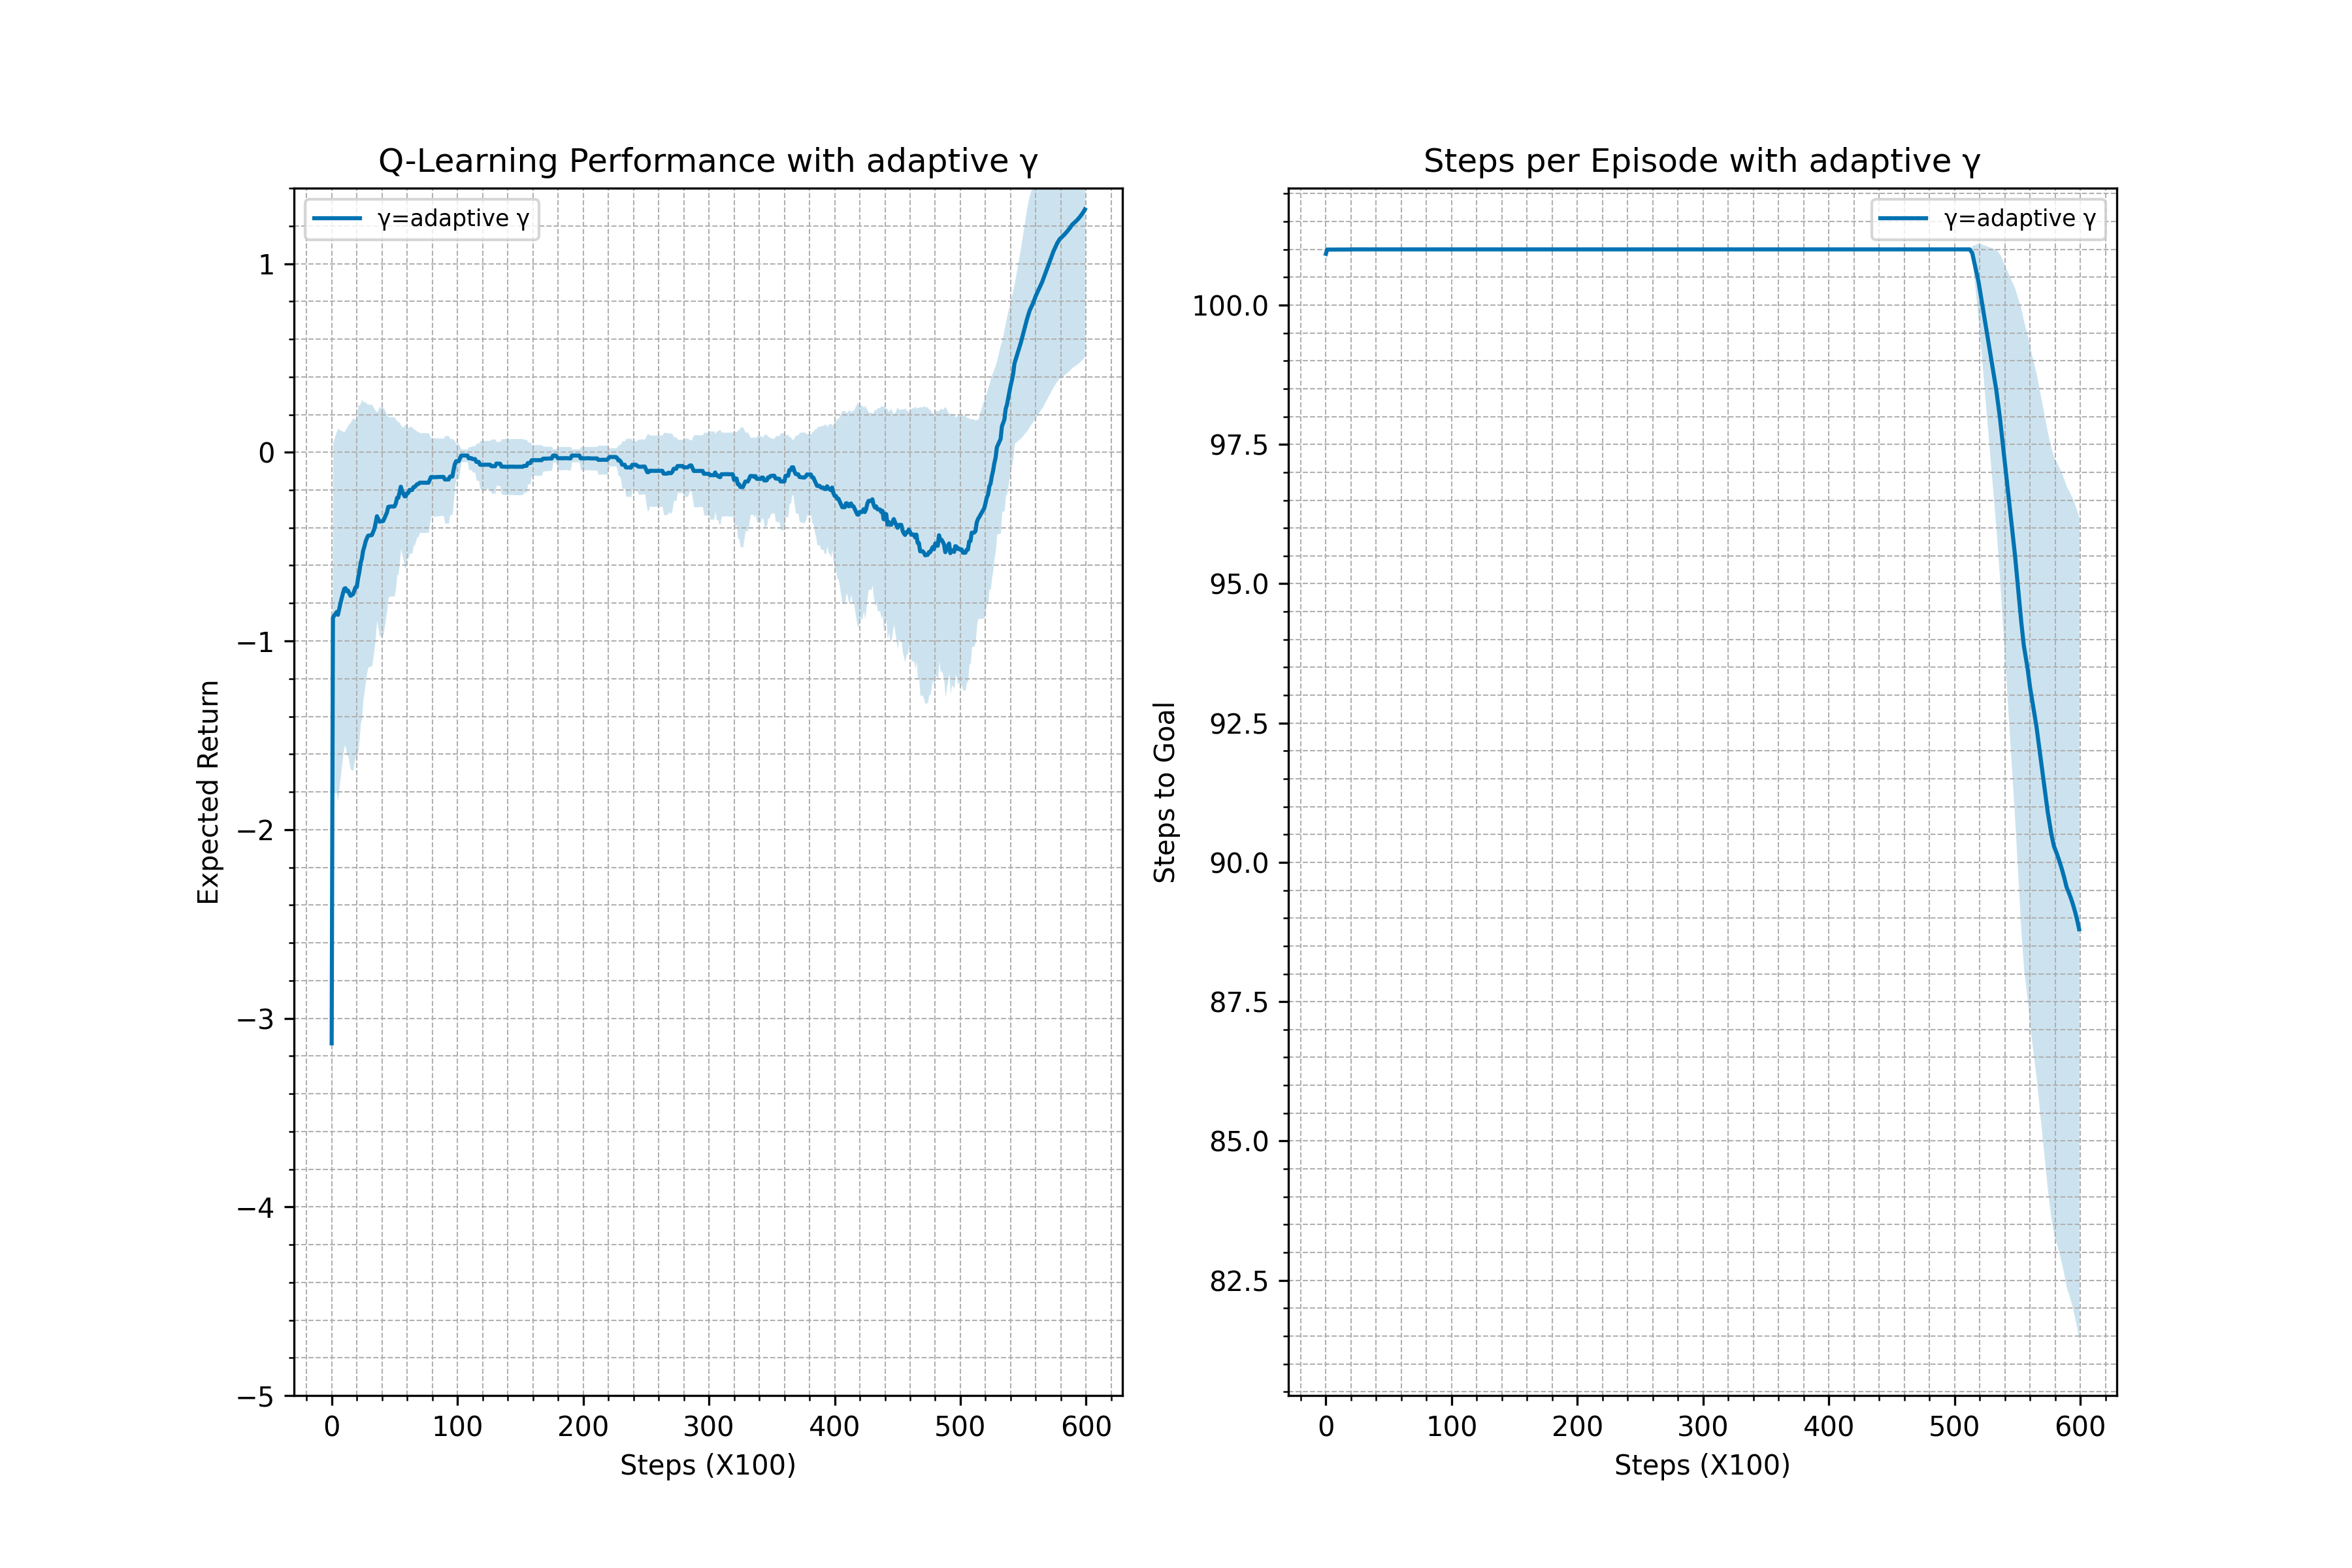 Q-Learning Performance with adaptive γ
γ=adaptive γ
1
0
−1
−2
−3
−4
−5
Expected Return
0 100 200 300 400 500 600
Steps (X100)
Steps per Episode with adaptive γ
γ=adaptive γ
100.0
97.5
95.0
92.5
90.0
87.5
85.0
82.5
Steps to Goal
0 100 200 300 400 500 600
Steps (X100)